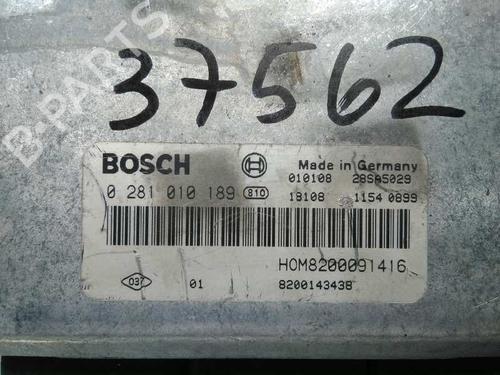 37562
B-PARTS
BOSCH
Made in Germany
010108 28SA5029
0 281 010 189 810
18108 1154 0899
HOM8200091416
037 01 8200143438